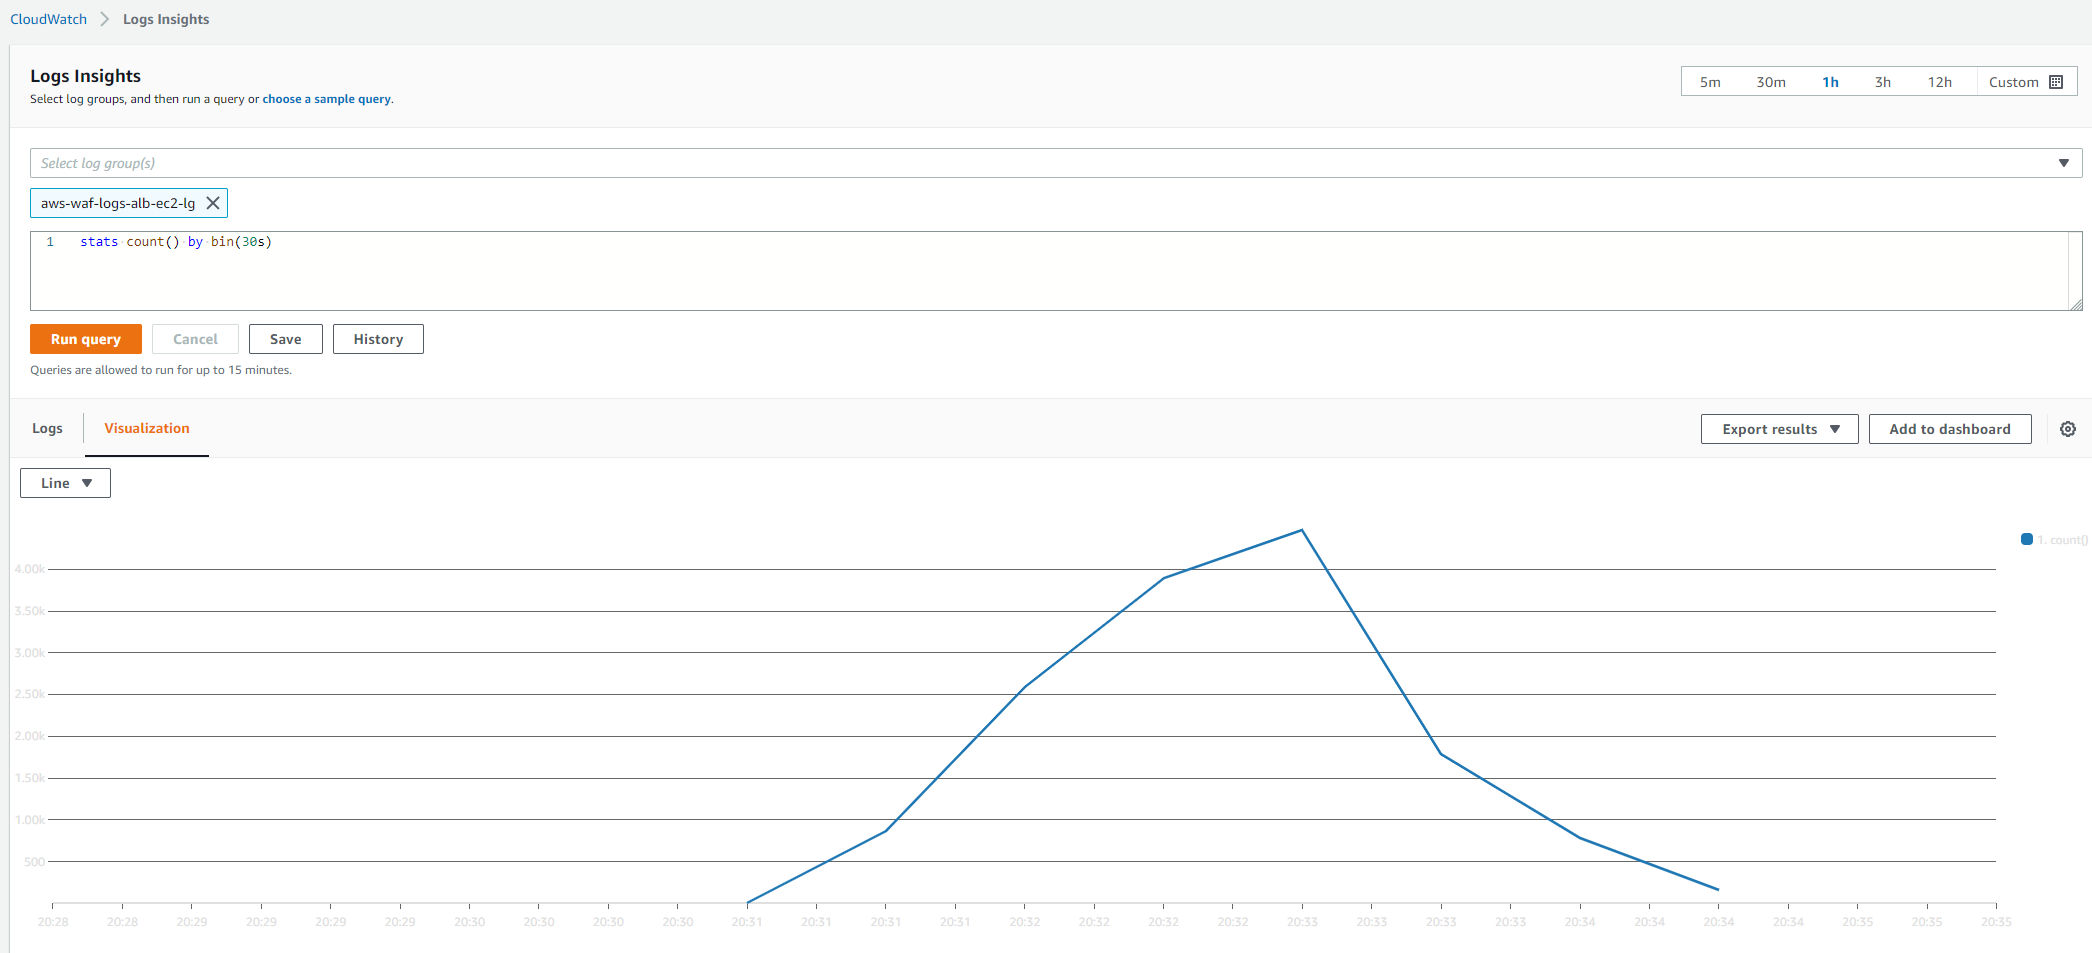 CloudWatch > Logs Insights
Logs Insights
Select log groups, and then run a query or choose a sample query.
5m 30m 1h 3h 12h Custom
Select log group(s)
aws-waf-logs-alb-ec2-lg
1 stats count() by bin(30s)
Run query Cancel Save History
Queries are allowed to run for up to 15 minutes.
Logs Visualization Export results Add to dashboard
Line
1. count()
4.00k
3.50k
3.00k
2.50k
2.00k
1.50k
1.00k
500
20:28 20:28 20:29 20:29 20:29 20:29 20:30 20:30 20:30 20:30 20:31 20:31 20:31 20:31 20:32 20:32 20:32 20:32 20:33 20:33 20:33 20:33 20:34 20:34 20:34 20:34 20:35 20:35 20:35